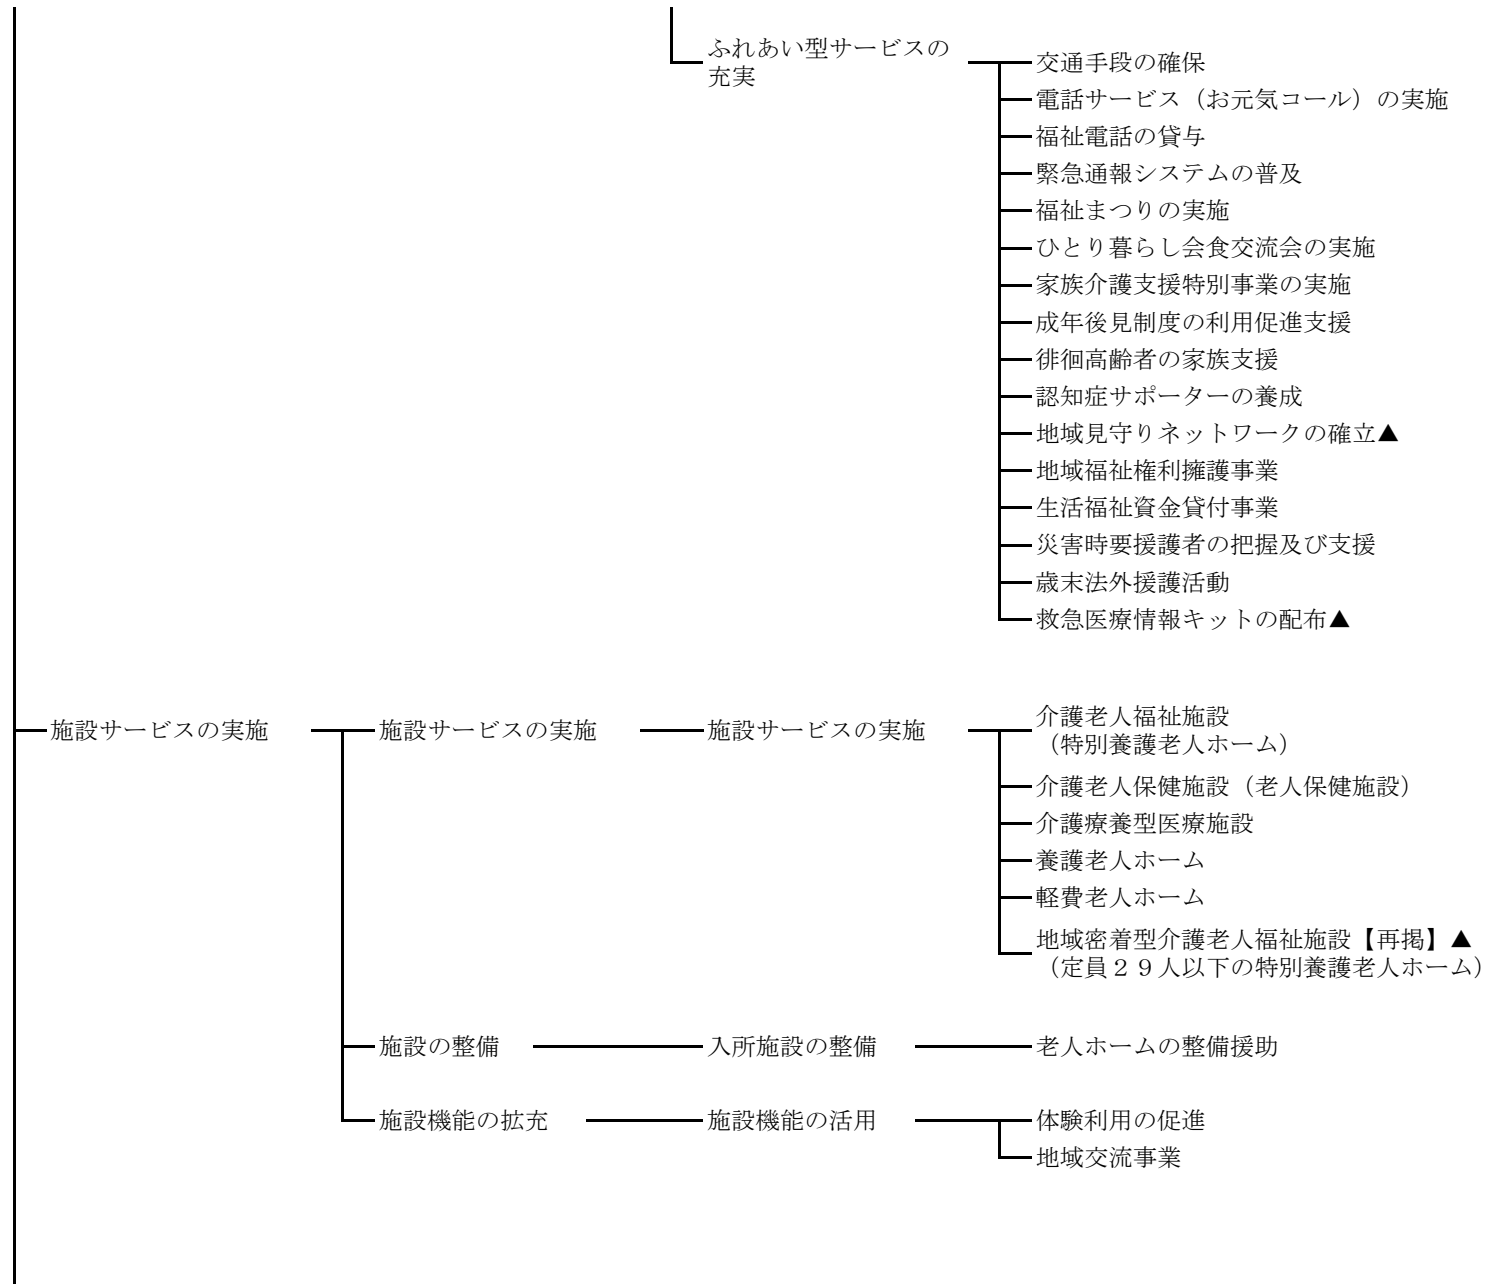 ふれあい型サービスの
充実
交通手段の確保
電話サービス（お元気コール）の実施
福祉電話の貸与
緊急通報システムの普及
福祉まつりの実施
ひとり暮らし会食交流会の実施
家族介護支援特別事業の実施
成年後見制度の利用促進支援
徘徊高齢者の家族支援
認知症サポーターの養成
地域見守りネットワークの確立▲
地域福祉権利擁護事業
生活福祉資金貸付事業
災害時要援護者の把握及び支援
歳末法外援護活動
救急医療情報キットの配布▲
施設サービスの実施
施設サービスの実施
施設サービスの実施
介護老人福祉施設
（特別養護老人ホーム）
介護老人保健施設（老人保健施設）
介護療養型医療施設
養護老人ホーム
軽費老人ホーム
地域密着型介護老人福祉施設【再掲】▲
（定員２９人以下の特別養護老人ホーム）
施設の整備
入所施設の整備
老人ホームの整備援助
施設機能の拡充
施設機能の活用
体験利用の促進
地域交流事業